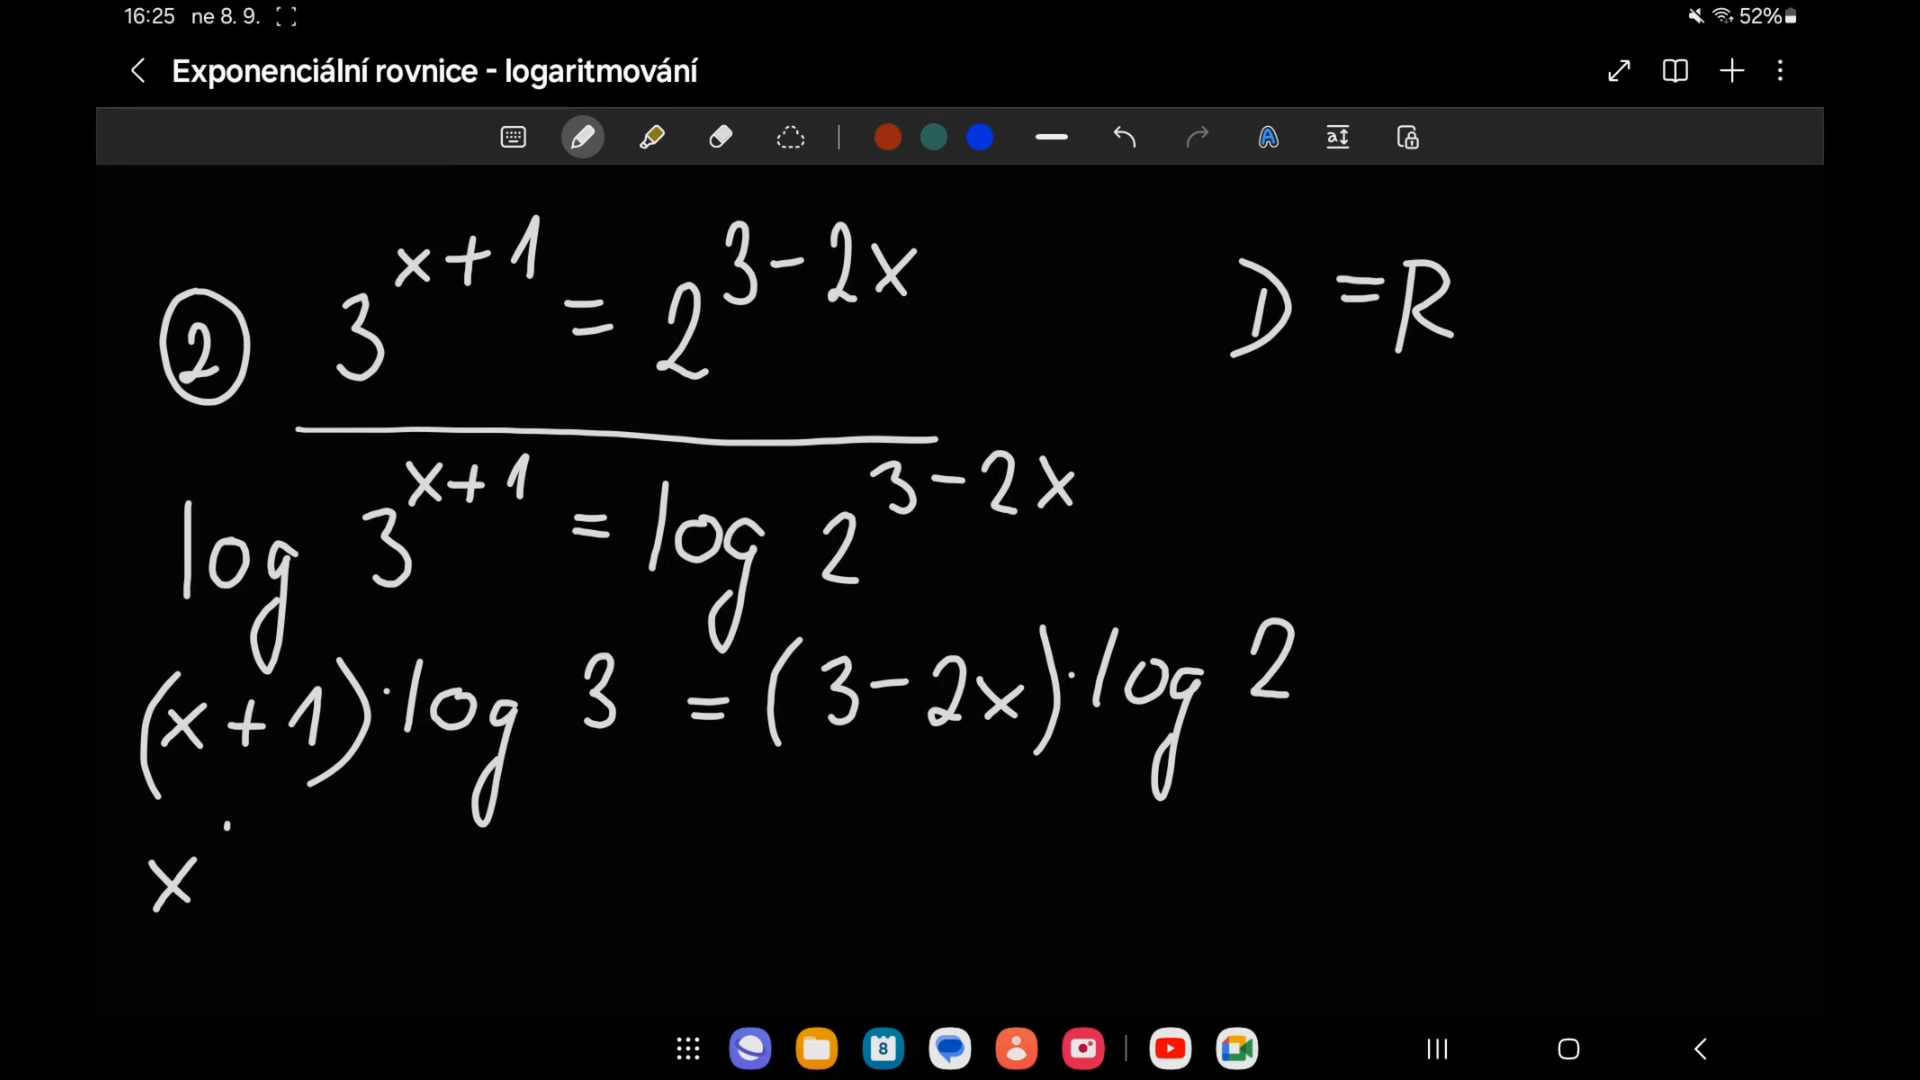 16:25 ne 8. 9. 52%
Exponenciální rovnice - logaritmování
② 3^{x+1} = 2^{3-2x} D = R
log 3^{x+1} = log 2^{3-2x}
(x+1)·log 3 = (3-2x)·log 2
x ·
8